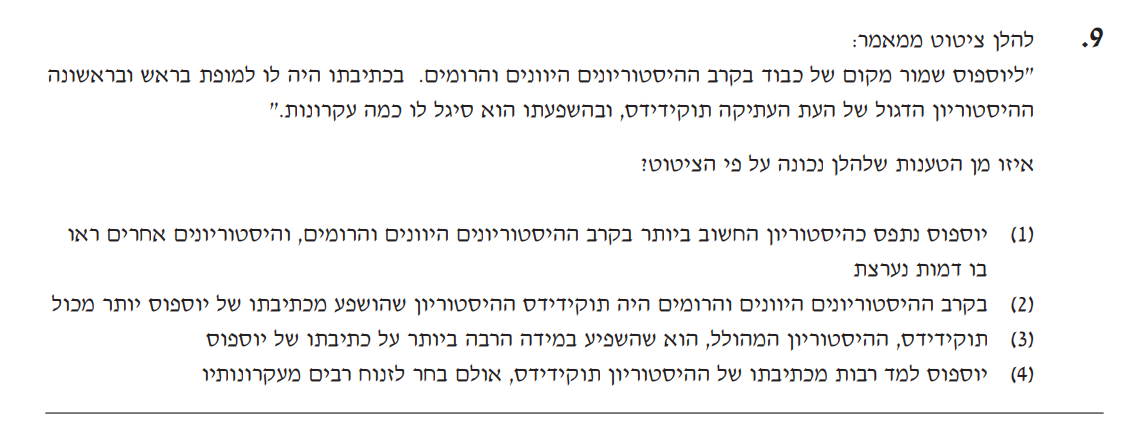 9. להלן ציטוט ממאמר:
"ליוספוס שמור מקום של כבוד בקרב ההיסטוריונים היוונים והרומים. בכתיבתו היה לו למופת בראש ובראשונה
ההיסטוריון הדגול של העת העתיקה תוקידידס, ובהשפעתו הוא סיגל לו כמה עקרונות."
איזו מן הטענות שלהלן נכונה על פי הציטוט?
(1) יוספוס נתפס כהיסטוריון החשוב ביותר בקרב ההיסטוריונים היוונים והרומים, והיסטוריונים אחרים ראו
בו דמות נערצת
(2) בקרב ההיסטוריונים היוונים והרומים היה תוקידידס ההיסטוריון שהושפע מכתיבתו של יוספוס יותר מכול
(3) תוקידידס, ההיסטוריון המהולל, הוא שהשפיע במידה הרבה ביותר על כתיבתו של יוספוס
(4) יוספוס למד רבות מכתיבתו של ההיסטוריון תוקידידס, אולם בחר לזנוח רבים מעקרונותיו